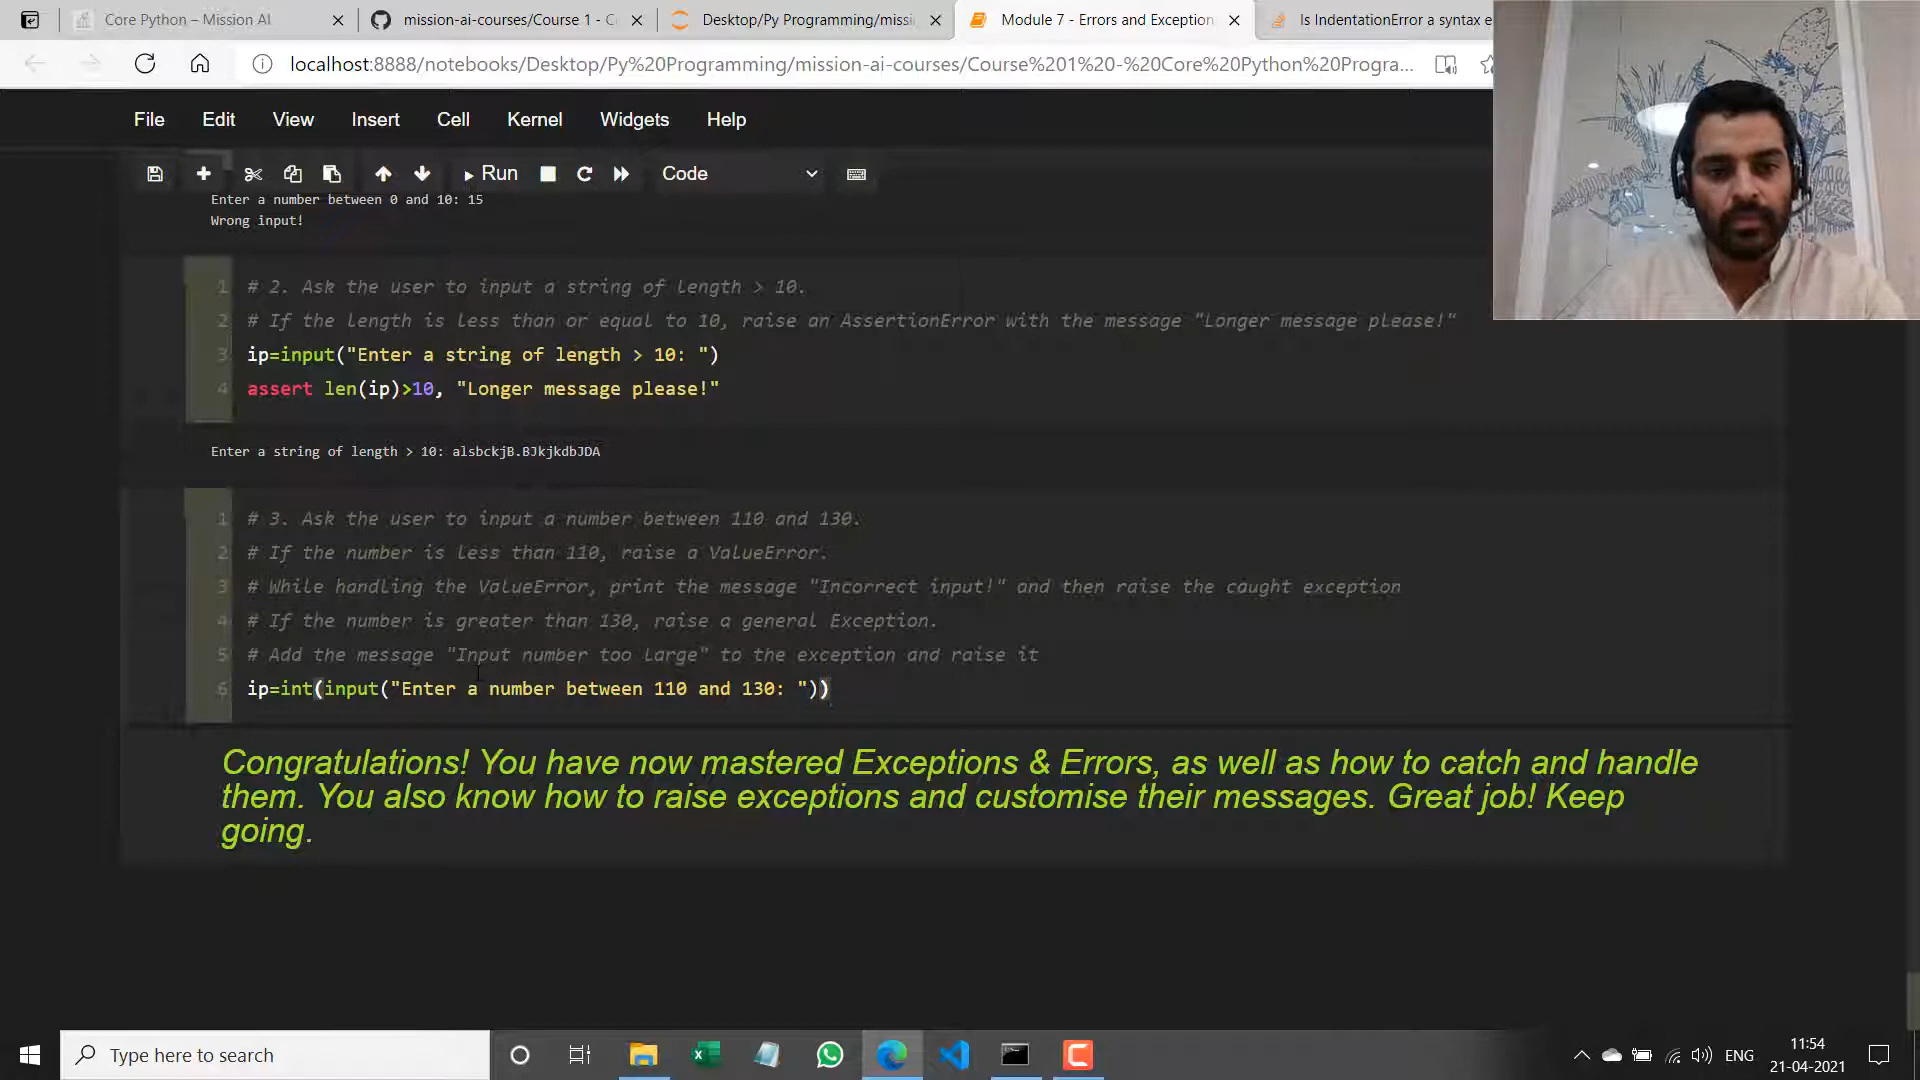 Core Python – Mission AI
mission-ai-courses/Course 1 - C
Desktop/Py Programming/missi
Module 7 - Errors and Exception
Is IndentationError a syntax e
localhost:8888/notebooks/Desktop/Py%20Programming/mission-ai-courses/Course%201%20-%20Core%20Python%20Progra...
File Edit View Insert Cell Kernel Widgets Help
Run Code
Enter a number between 0 and 10: 15
Wrong input!
1 # 2. Ask the user to input a string of length > 10.
2 # If the length is less than or equal to 10, raise an AssertionError with the message "Longer message please!"
3 ip=input("Enter a string of length > 10: ")
4 assert len(ip)>10, "Longer message please!"
Enter a string of length > 10: alsbckjB.BJkjkdbJDA
1 # 3. Ask the user to input a number between 110 and 130.
2 # If the number is less than 110, raise a ValueError.
3 # While handling the ValueError, print the message "Incorrect input!" and then raise the caught exception
4 # If the number is greater than 130, raise a general Exception.
5 # Add the message "Input number too large" to the exception and raise it
6 ip=int(input("Enter a number between 110 and 130: "))
Congratulations! You have now mastered Exceptions & Errors, as well as how to catch and handle
them. You also know how to raise exceptions and customise their messages. Great job! Keep
going.
Type here to search
ENG
11:54
21-04-2021